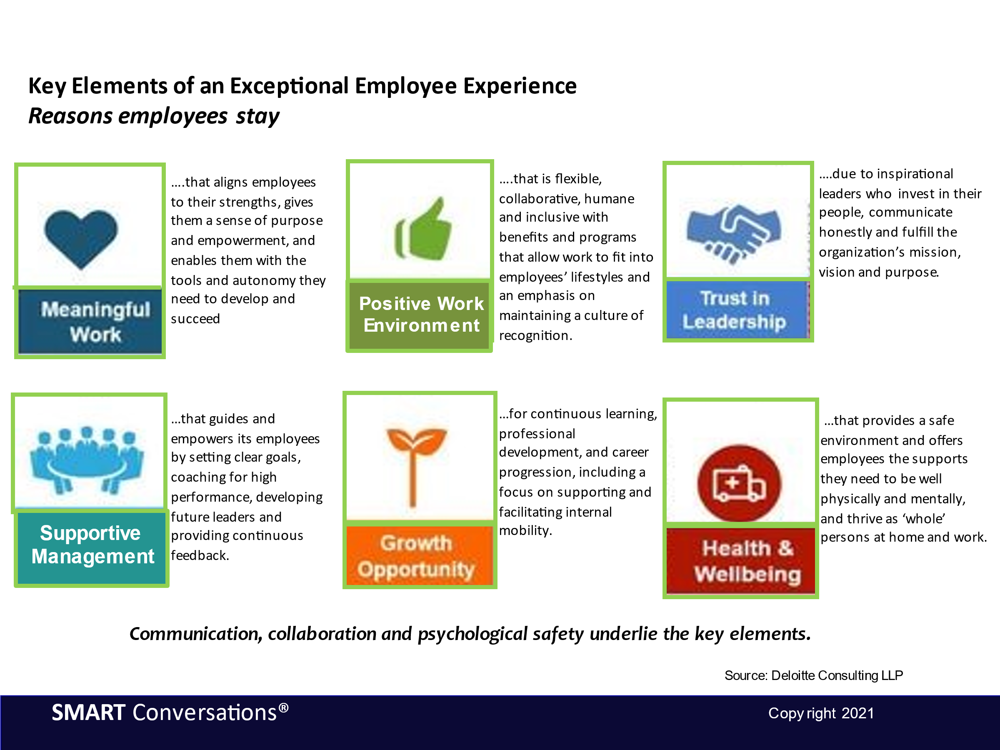 Key Elements of an Exceptional Employee Experience
Reasons employees stay
Meaningful
Work
....that aligns employees
to their strengths, gives
them a sense of purpose
and empowerment, and
enables them with the
tools and autonomy they
need to develop and
succeed
Positive Work
Environment
....that is flexible,
collaborative, humane
and inclusive with
benefits and programs
that allow work to fit into
employees’ lifestyles and
an emphasis on
maintaining a culture of
recognition.
Trust in
Leadership
....due to inspirational
leaders who invest in their
people, communicate
honestly and fulfill the
organization’s mission,
vision and purpose.
Supportive
Management
...that guides and
empowers its employees
by setting clear goals,
coaching for high
performance, developing
future leaders and
providing continuous
feedback.
Growth
Opportunity
...for continuous learning,
professional
development, and career
progression, including a
focus on supporting and
facilitating internal
mobility.
Health &
Wellbeing
...that provides a safe
environment and offers
employees the supports
they need to be well
physically and mentally,
and thrive as ‘whole’
persons at home and work.
Communication, collaboration and psychological safety underlie the key elements.
Source: Deloitte Consulting LLP
SMART Conversations®
Copyright 2021